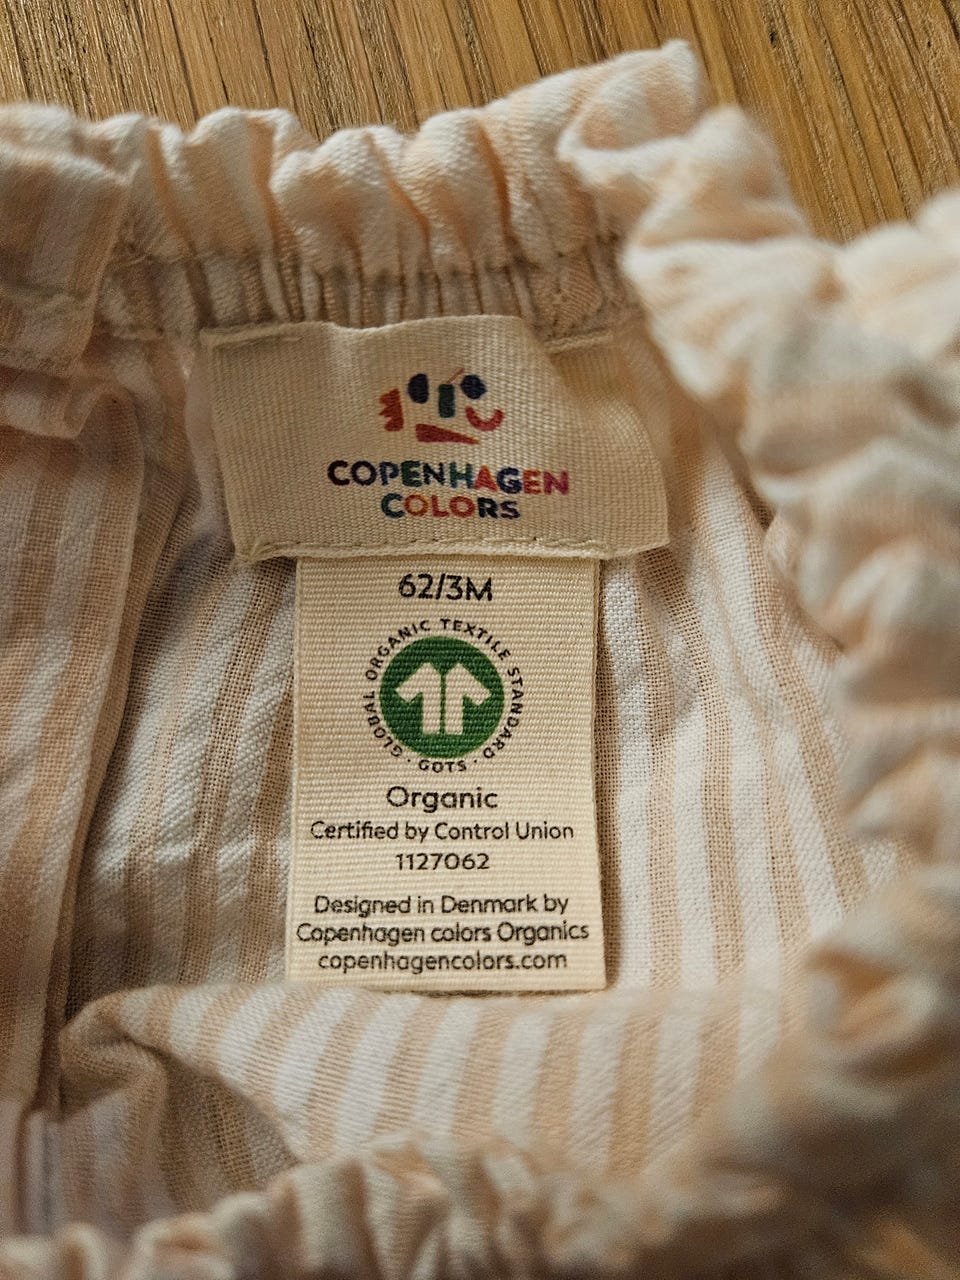 COPENHAGEN
COLORS
62/3M
GLOBAL ORGANIC TEXTILE STANDARD · GOTS ·
Organic
Certified by Control Union
1127062
Designed in Denmark by
Copenhagen colors Organics
copenhagencolors.com